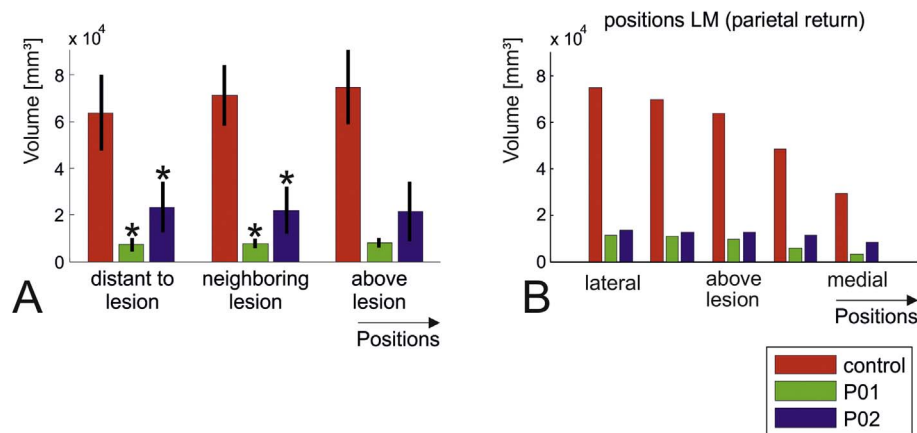 x 10⁴
Volume [mm³]
8
6
4
2
0
* * * *
distant to lesion
neighboring lesion
above lesion
Positions
A
positions LM (parietal return)
x 10⁴
Volume [mm³]
8
6
4
2
0
lateral
above lesion
medial
Positions
B
control
P01
P02